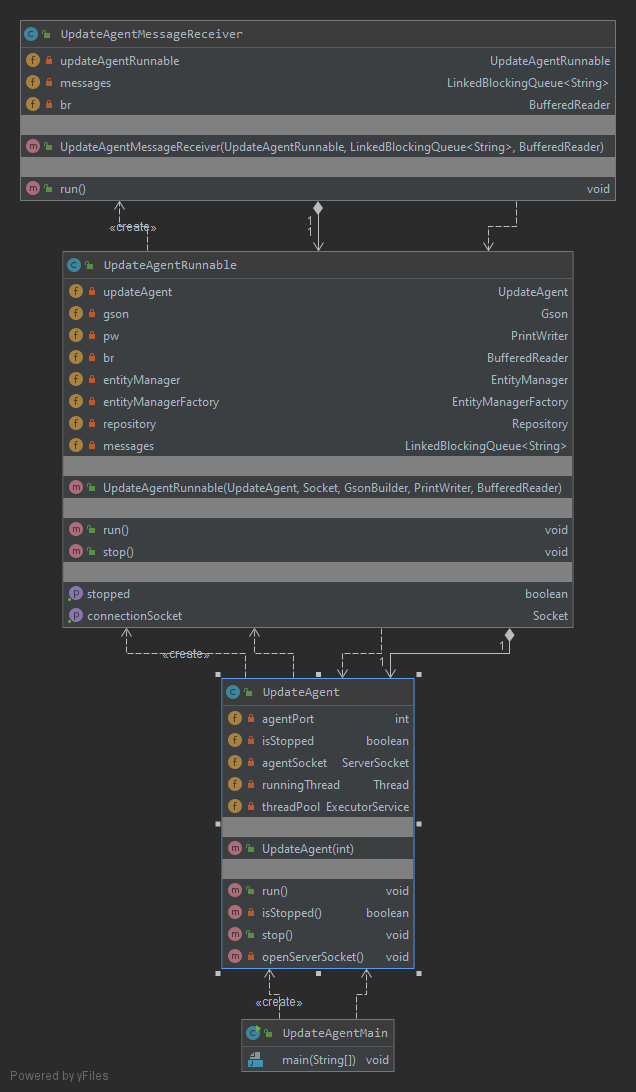 UpdateAgentMessageReceiver
updateAgentRunnable UpdateAgentRunnable
messages LinkedBlockingQueue<String>
br BufferedReader
UpdateAgentMessageReceiver(UpdateAgentRunnable, LinkedBlockingQueue<String>, BufferedReader)
run() void
1
«create»
1
UpdateAgentRunnable
updateAgent UpdateAgent
gson Gson
pw PrintWriter
br BufferedReader
entityManager EntityManager
entityManagerFactory EntityManagerFactory
repository Repository
messages LinkedBlockingQueue<String>
UpdateAgentRunnable(UpdateAgent, Socket, GsonBuilder, PrintWriter, BufferedReader)
run() void
stop() void
stopped boolean
connectionSocket Socket
1
«create»
1
UpdateAgent
agentPort int
isStopped boolean
agentSocket ServerSocket
runningThread Thread
threadPool ExecutorService
UpdateAgent(int)
run() void
isStopped() boolean
stop() void
openServerSocket() void
«create»
UpdateAgentMain
main(String[]) void
Powered by yFiles